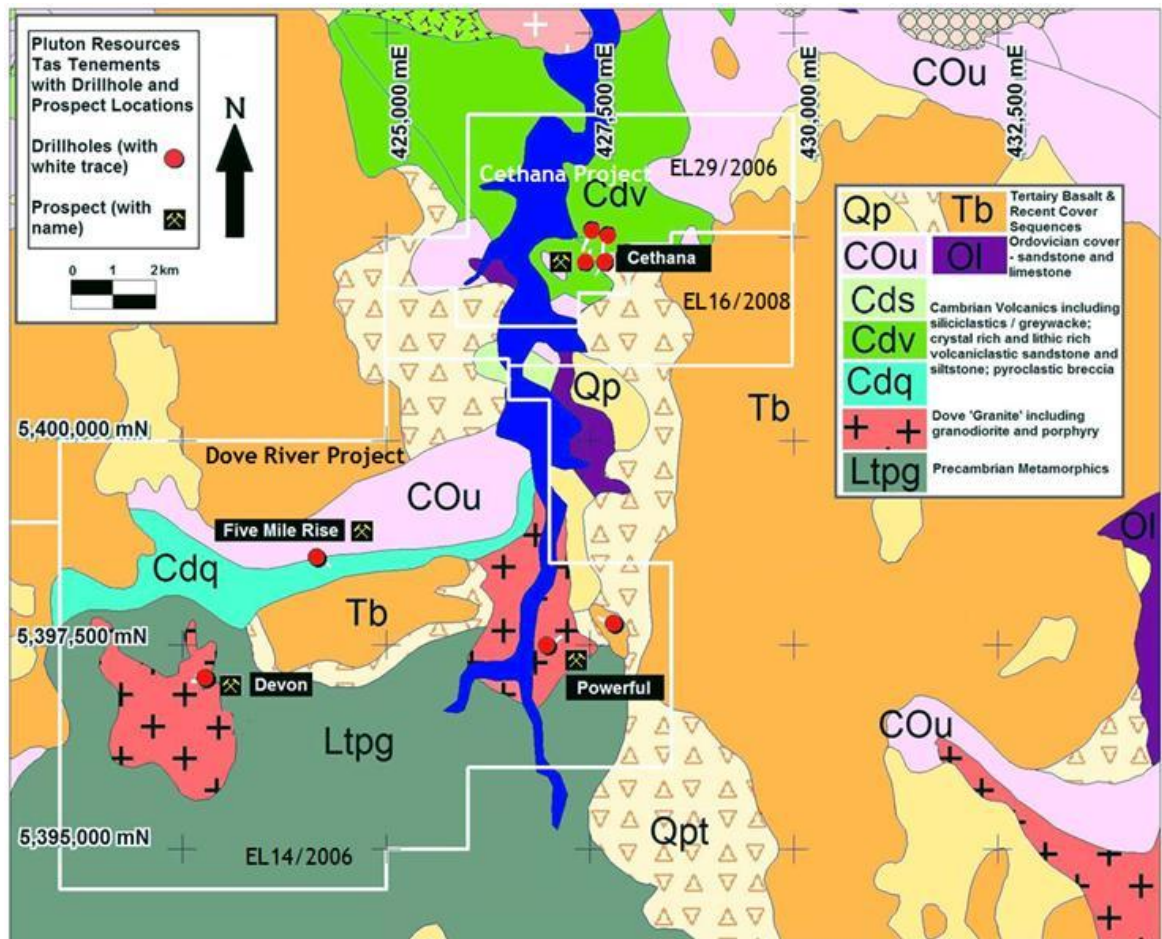 Pluton Resources
Tas Tenements
with Drillhole and
Prospect Locations
Drillholes (with
white trace)
Prospect (with
name)
N
0 1 2km
425,000 mE
427,500 mE
430,000 mE
432,500 mE
COu
Cethana Project
EL29/2006
Cdv
Cethana
EL16/2008
Qp
Tb
Tertairy Basalt &
Recent Cover
Sequences
COu
Ol
Ordovician cover
- sandstone and
limestone
Cds
Cdv
Cdq
Cambrian Volcanics including
siliciclastics / greywacke;
crystal rich and lithic rich
volcaniclastic sandstone and
siltstone; pyroclastic breccia
Dove 'Granite' including
granodiorite and porphyry
Ltpg
Precambrian Metamorphics
Qp
Tb
5,400,000 mN
Dove River Project
COu
Five Mile Rise
Cdq
Tb
Ol
5,397,500 mN
Devon
Powerful
Ltpg
COu
5,395,000 mN
EL14/2006
Qpt